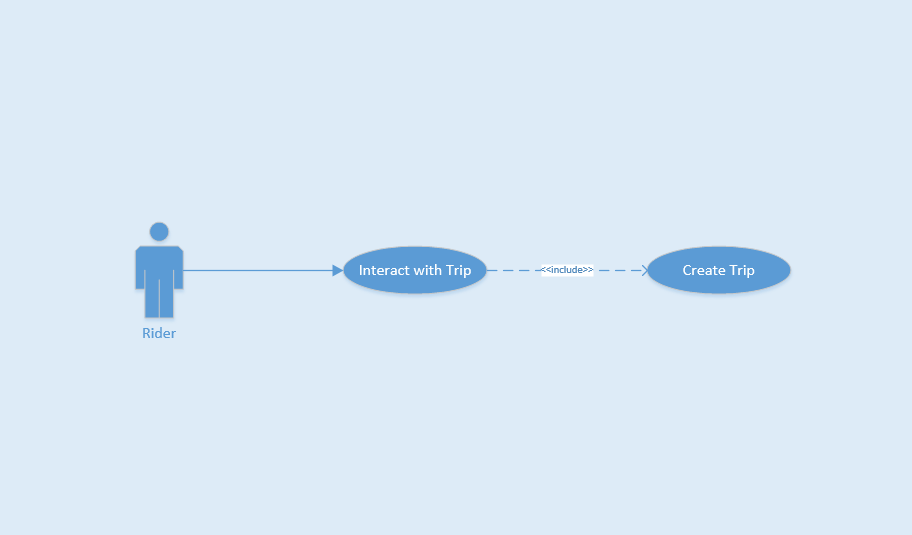 Interact with Trip
<<include>>
Create Trip
Rider